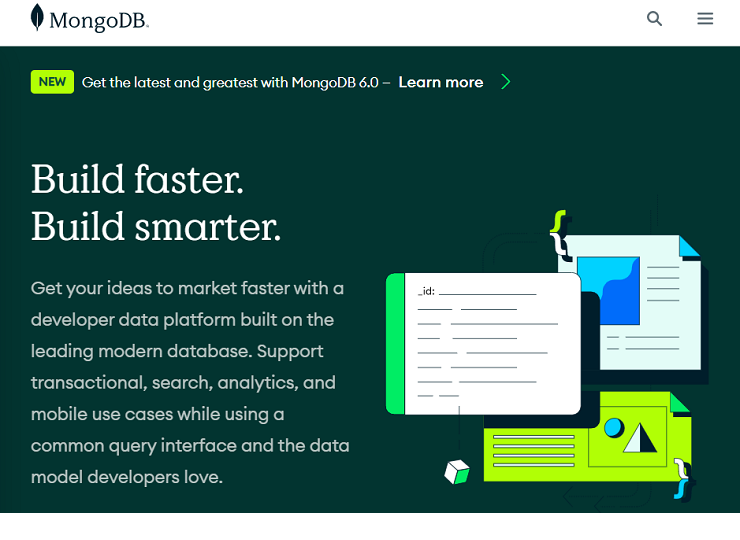 MongoDB.
NEW Get the latest and greatest with MongoDB 6.0 – Learn more
Build faster.
Build smarter.
Get your ideas to market faster with a
developer data platform built on the
leading modern database. Support
transactional, search, analytics, and
mobile use cases while using a
common query interface and the data
model developers love.
_id: